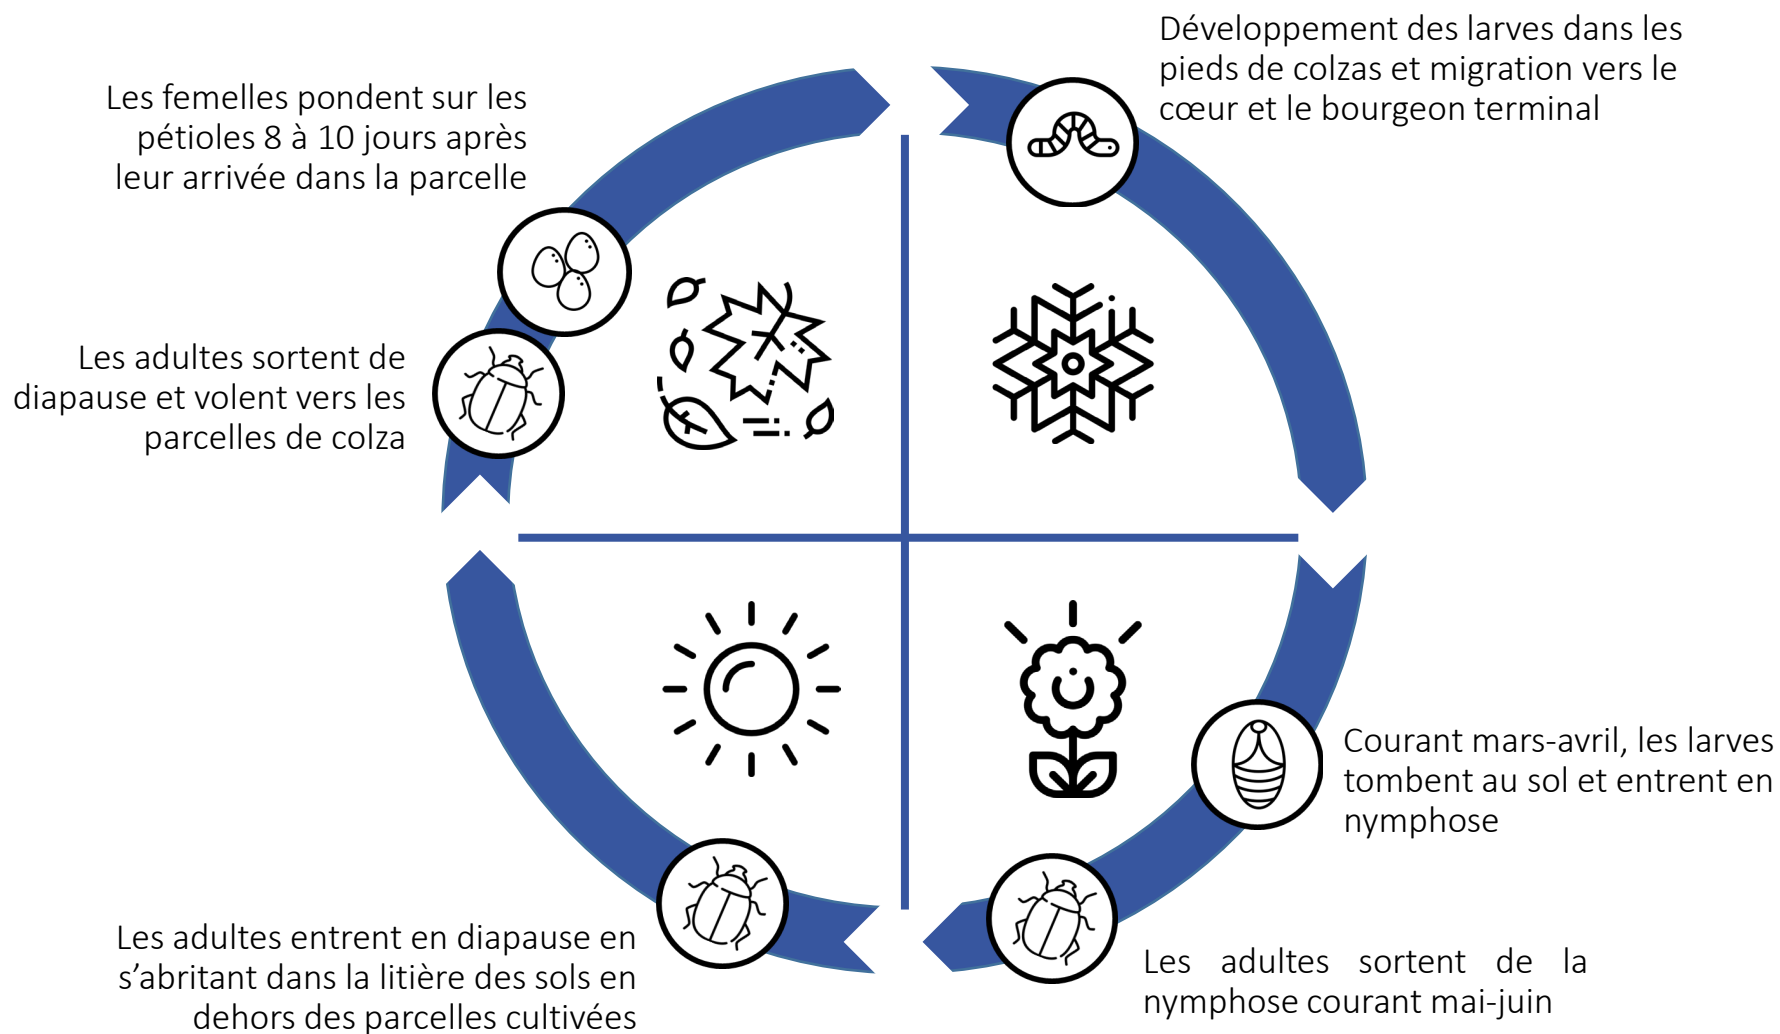 Les femelles pondent sur les
pétioles 8 à 10 jours après
leur arrivée dans la parcelle
Développement des larves dans les
pieds de colzas et migration vers le
cœur et le bourgeon terminal
Les adultes sortent de
diapause et volent vers les
parcelles de colza
Courant mars-avril, les larves
tombent au sol et entrent en
nymphose
Les adultes entrent en diapause en
s’abritant dans la litière des sols en
dehors des parcelles cultivées
Les adultes sortent de la
nymphose courant mai-juin